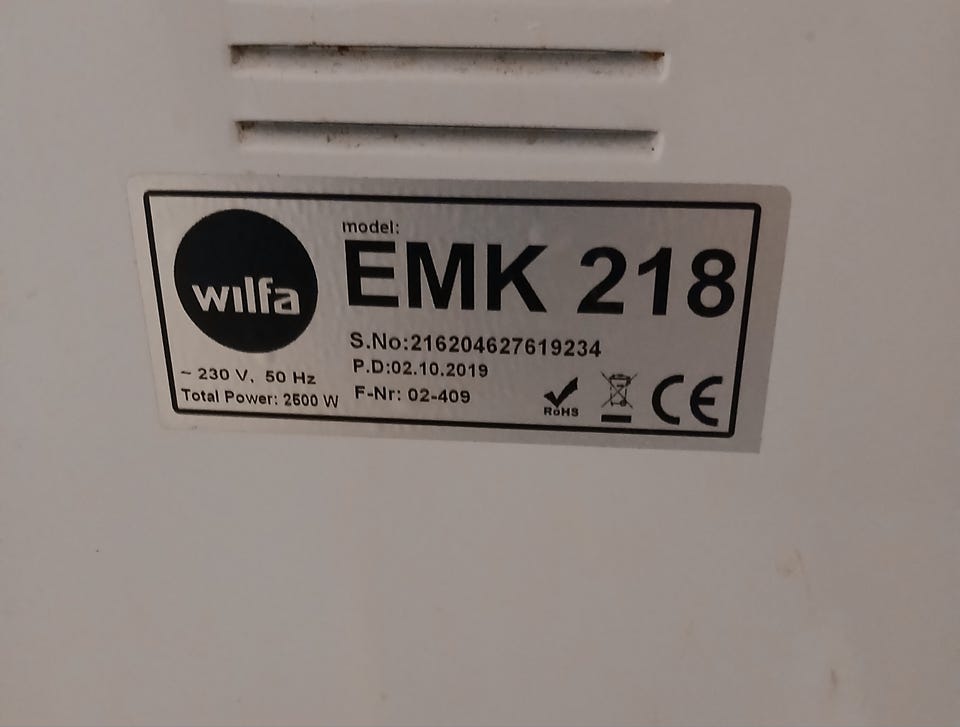 wilfa
model:
EMK 218
S.No:216204627619234
P.D:02.10.2019
F-Nr: 02-409
~ 230 V, 50 Hz
Total Power: 2500 W
RoHS
CE